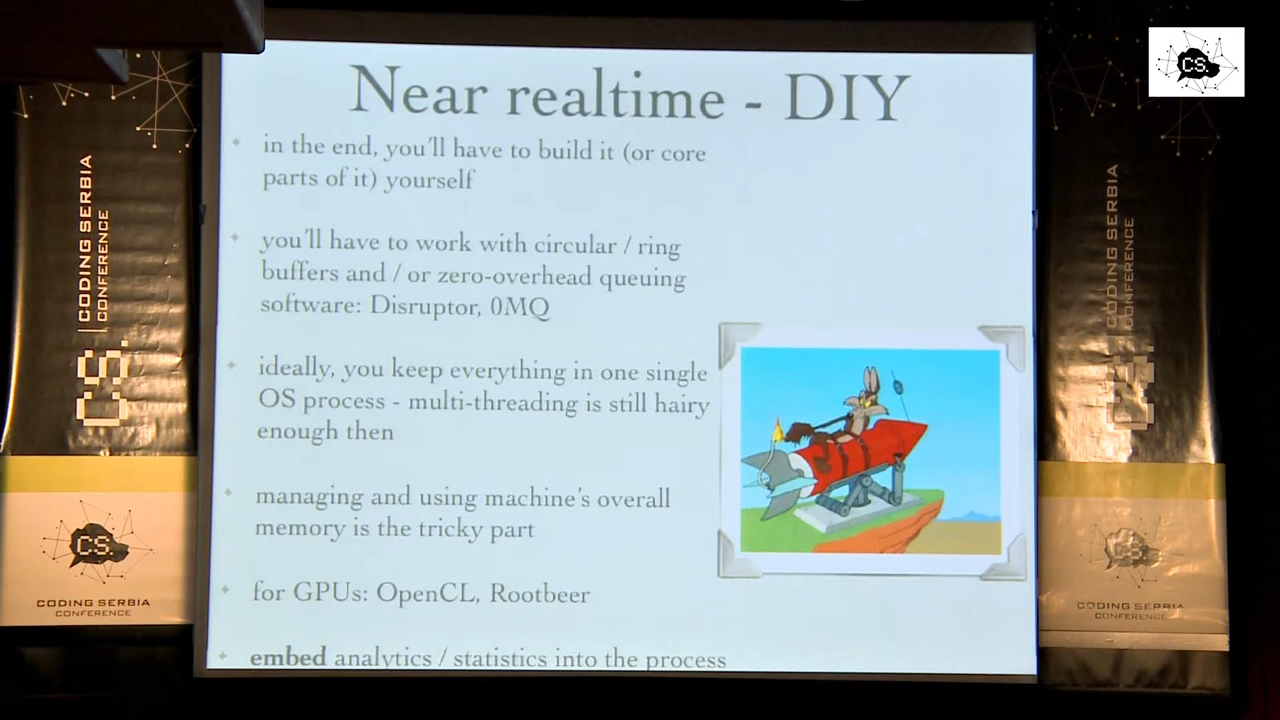 CS.
Near realtime - DIY
in the end, you'll have to build it (or core
parts of it) yourself
you'll have to work with circular / ring
buffers and / or zero-overhead queuing
software: Disruptor, 0MQ
ideally, you keep everything in one single
OS process - multi-threading is still hairy
enough then
managing and using machine's overall
memory is the tricky part
for GPUs: OpenCL, Rootbeer
embed analytics / statistics into the process
CS.
CODING SERBIA
CONFERENCE
CS.
CODING SERBIA
CONFERENCE
CS.
CODING SERBIA
CONFERENCE
CS.
CODING SERBIA
CONFERENCE